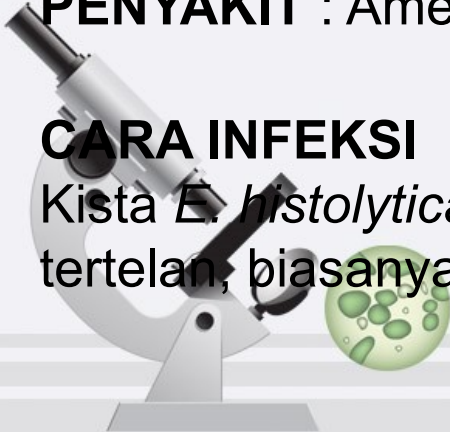 PENYAKIT : Ame
CARA INFEKSI
Kista E. histolytica
tertelan, biasanya